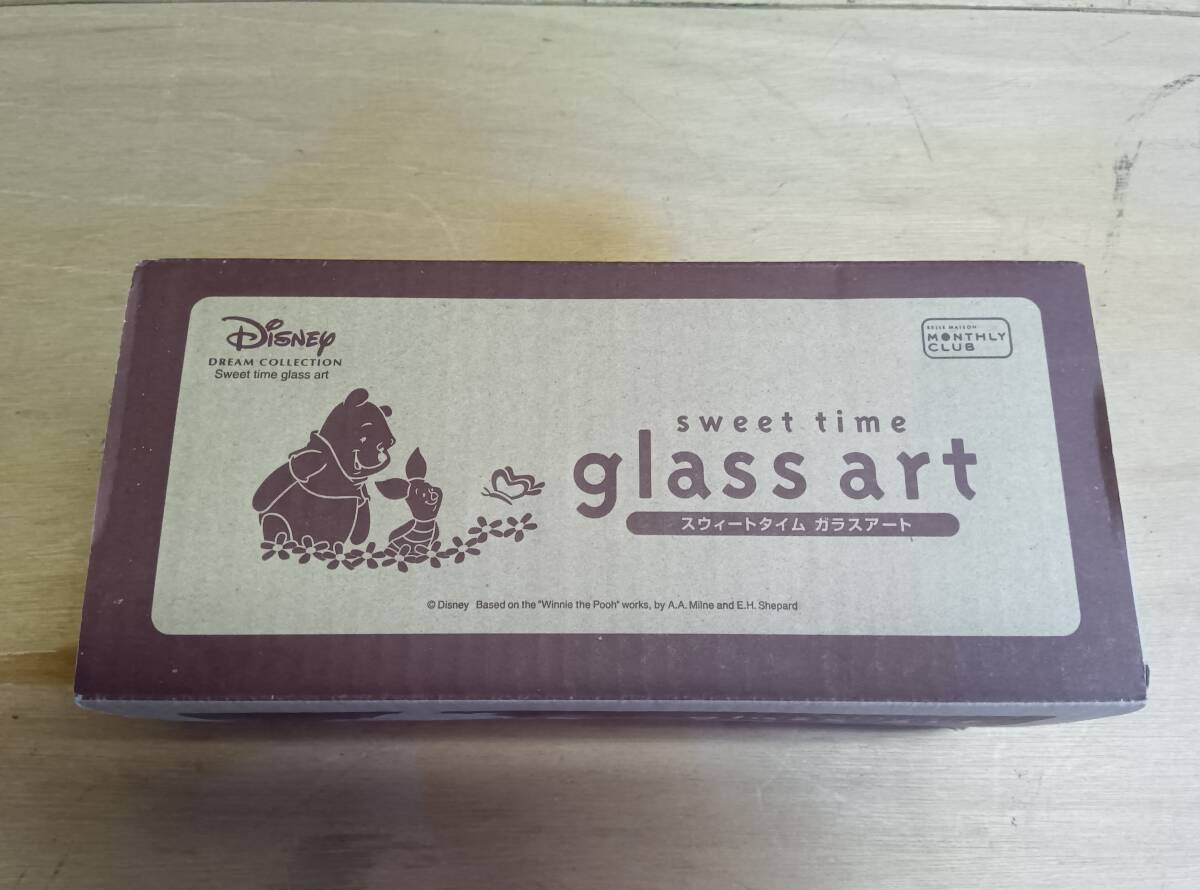 Disney
DREAM COLLECTION
Sweet time glass art
BELLE MAISON
MONTHLY
CLUB
sweet time
glass art
スウィートタイム ガラスアート
© Disney Based on the "Winnie the Pooh" works, by A.A. Milne and E.H. Shepard